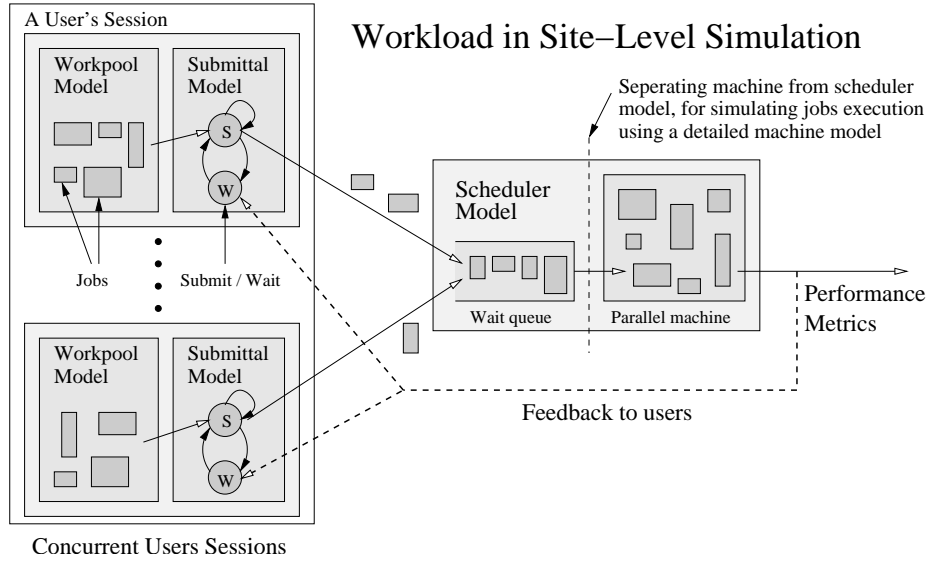 A User's Session
Workload in Site–Level Simulation
Workpool
Model
Submittal
Model
S
W
Jobs
Submit / Wait
Seperating machine from scheduler
model, for simulating jobs execution
using a detailed machine model
Scheduler
Model
Wait queue
Parallel machine
Performance
Metrics
Feedback to users
Workpool
Model
Submittal
Model
S
W
Concurrent Users Sessions